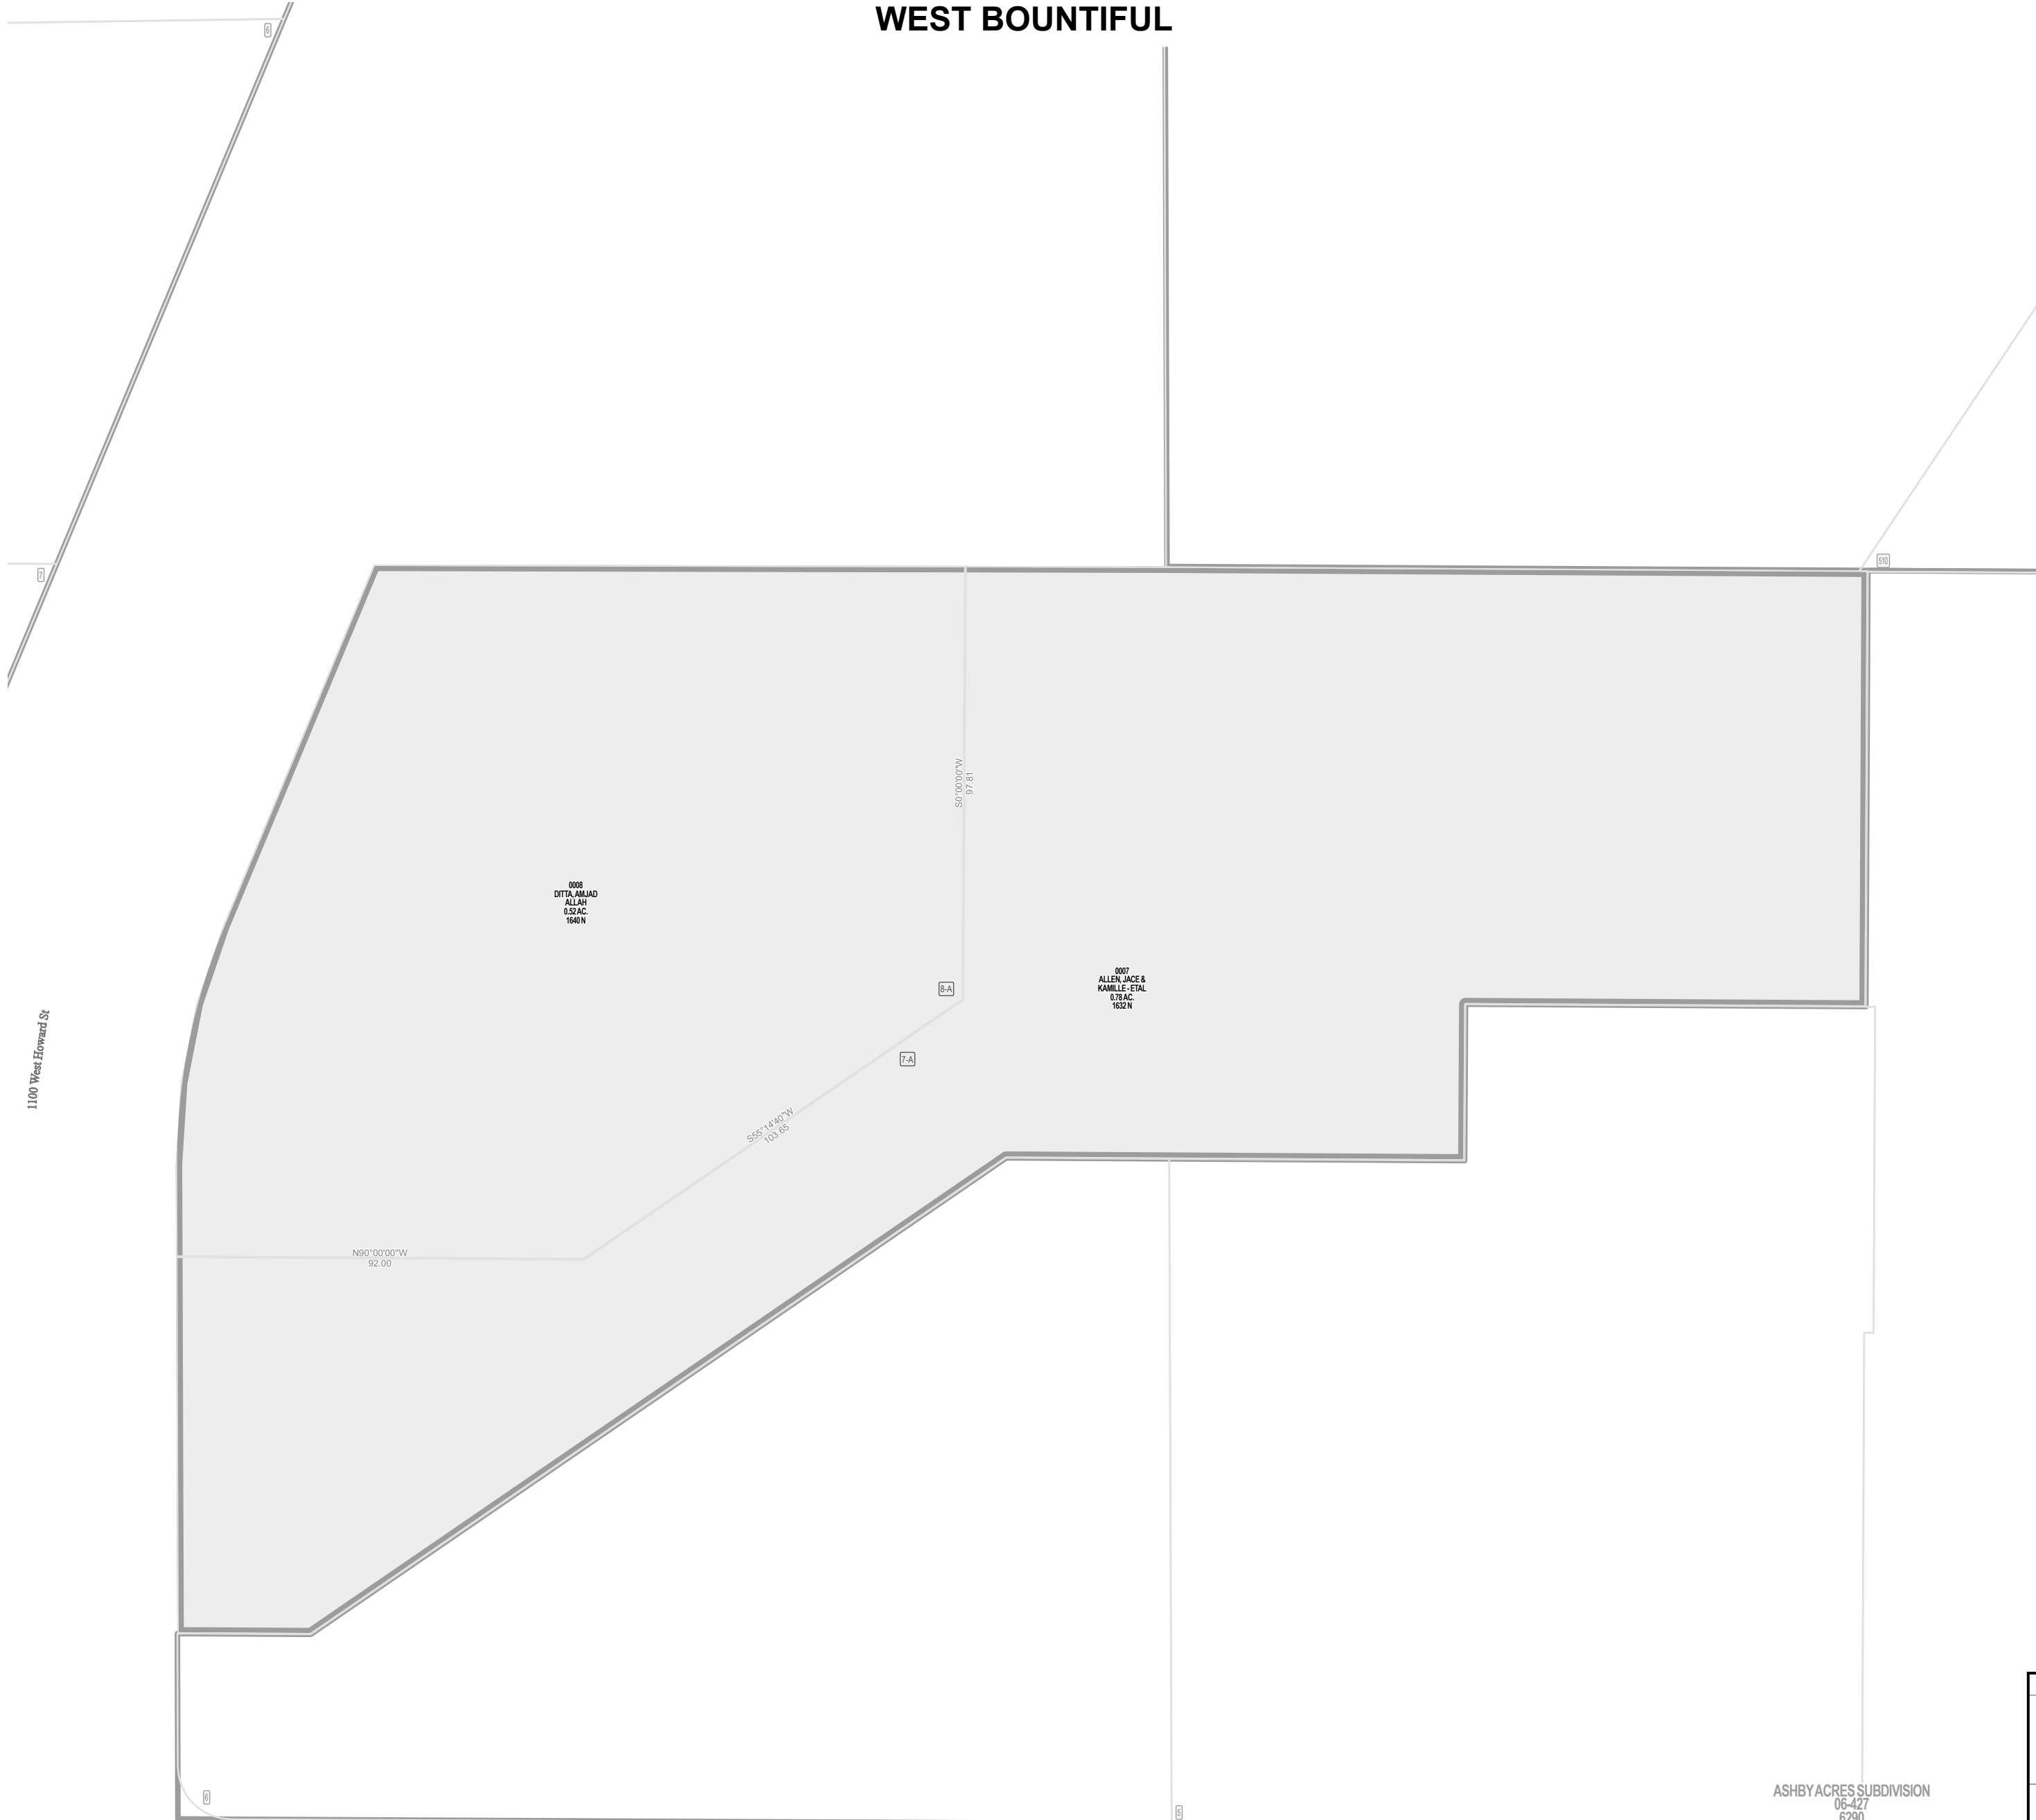 WEST BOUNTIFUL
7
510
S0°00'00"W
97.81
0008
DITTA, AMJAD
ALLAH
0.52 AC.
1640 N
0007
ALLEN, JACE &
KAMILLE - ETAL
0.78 AC.
1632 N
8-A
7-A
1100 West Howard St
S55°14'40"W
103.65
N90°00'00"W
92.00
ASHBY ACRES SUBDIVISION
06-427
6290